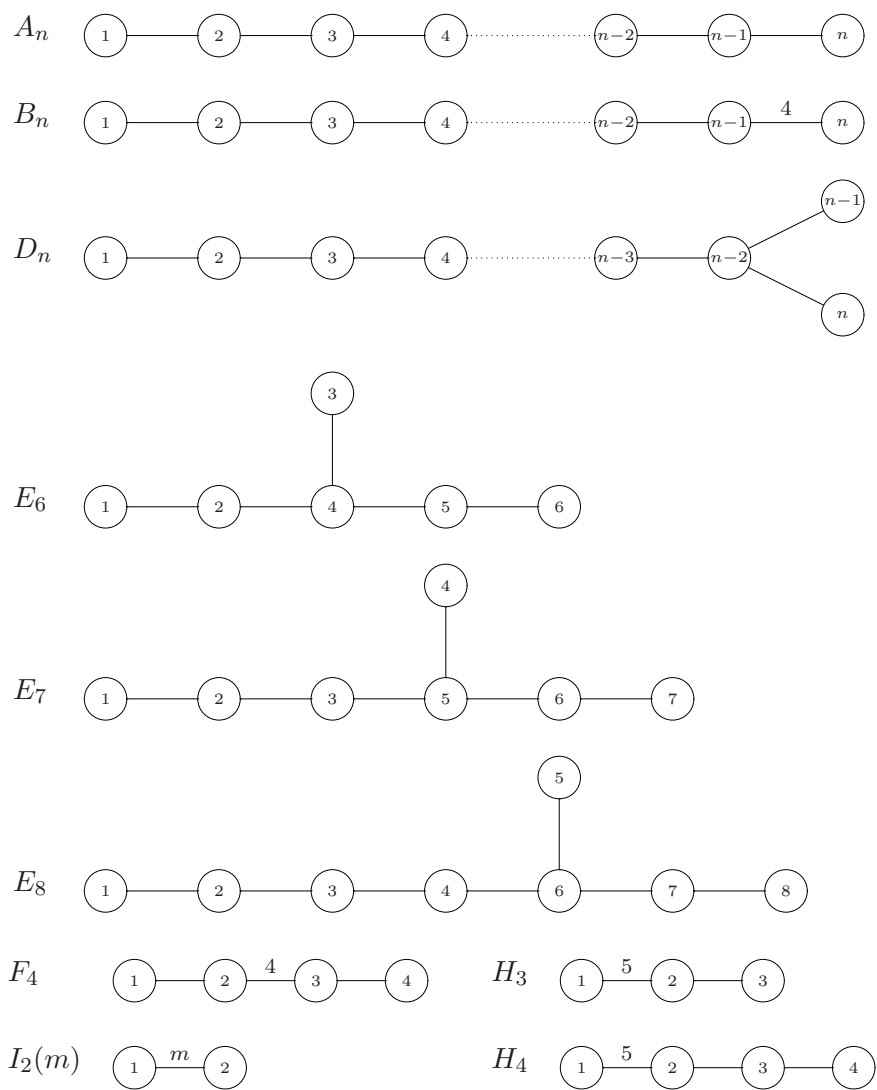 A_n 1 2 3 4 n−2 n−1 n
B_n 1 2 3 4 n−2 n−1 4 n
n−1
D_n 1 2 3 4 n−3 n−2
n
3
E_6 1 2 4 5 6
4
E_7 1 2 3 5 6 7
5
E_8 1 2 3 4 6 7 8
F_4 1 2 4 3 4 H_3 1 5 2 3
I_2(m) 1 m 2 H_4 1 5 2 3 4